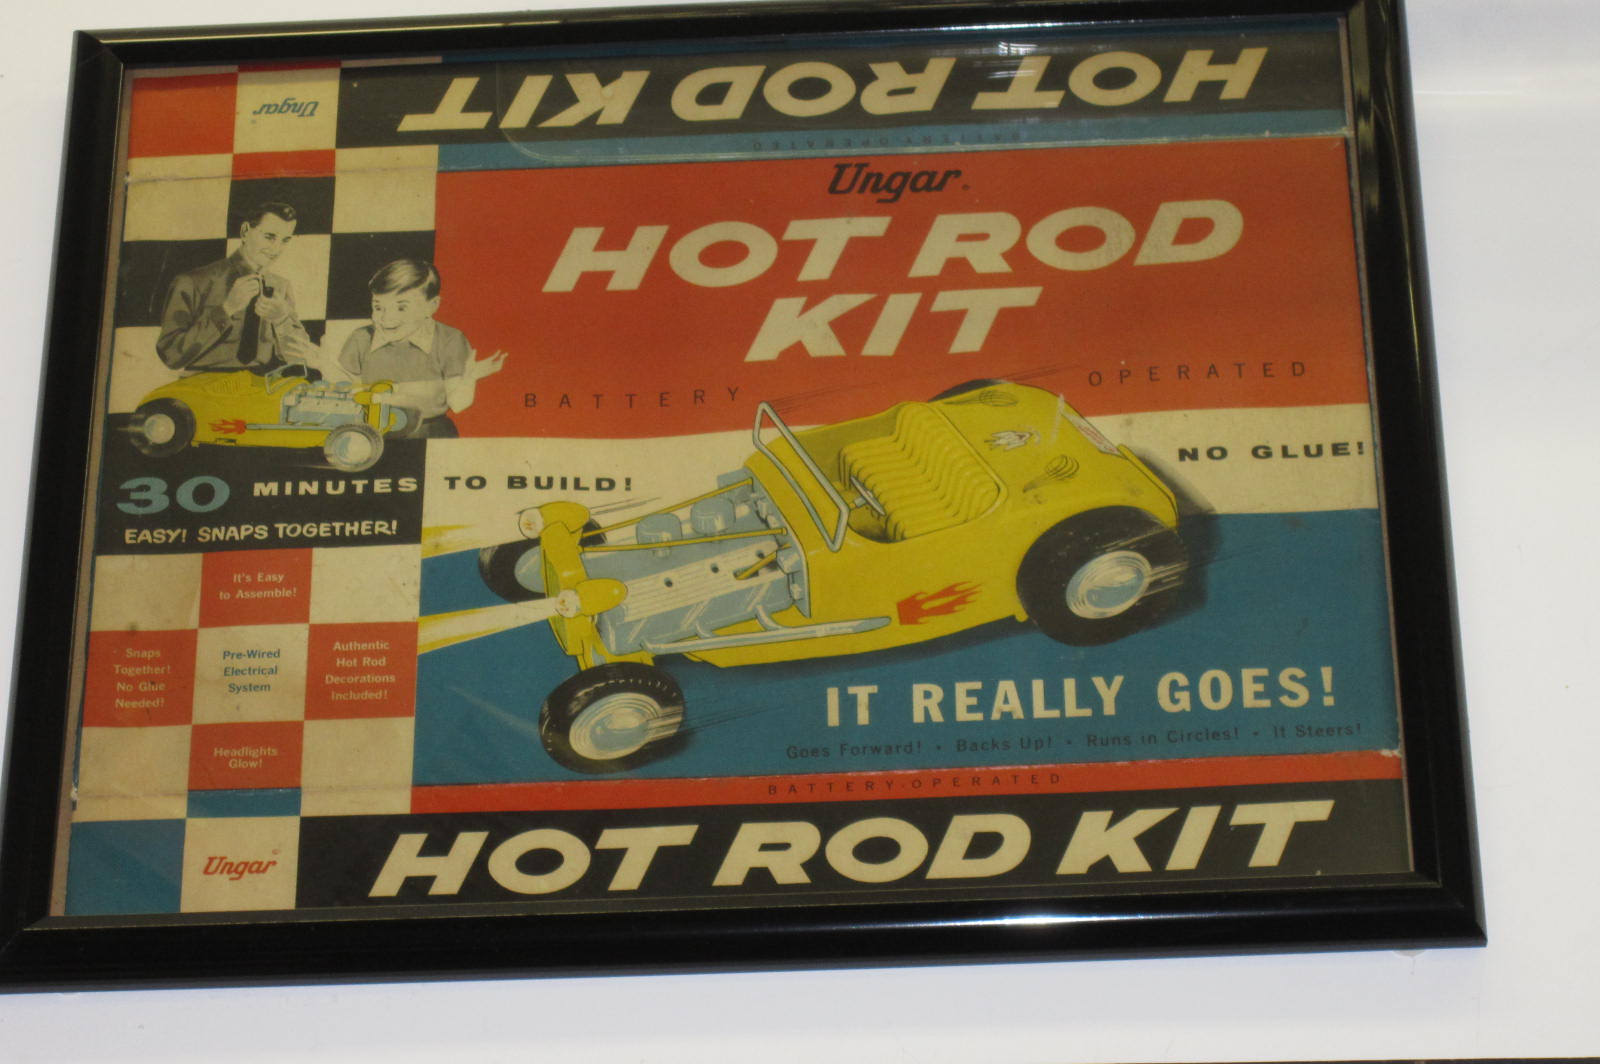 HOT ROD KIT
Ungar
BATTERY OPERATED
Ungar
HOT ROD
KIT
BATTERY OPERATED
30 MINUTES TO BUILD!
NO GLUE!
EASY! SNAPS TOGETHER!
It's Easy
to Assemble!
Snaps
Together!
No Glue
Needed!
Pre-Wired
Electrical
System
Authentic
Hot Rod
Decorations
Included!
Headlights
Glow!
IT REALLY GOES!
Goes Forward! • Backs Up! • Runs in Circles! • It Steers!
BATTERY-OPERATED
Ungar
HOT ROD KIT